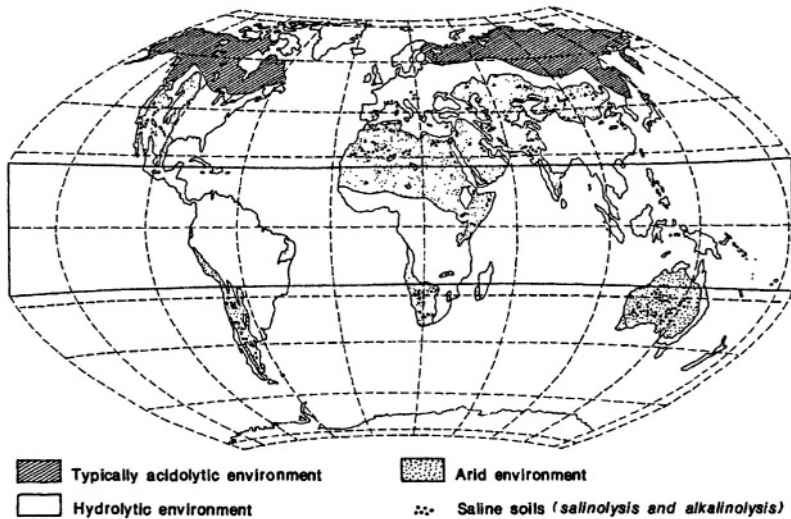 Typically acidolytic environment
Arid environment
Hydrolytic environment
Saline soils (salinolysis and alkalinolysis)